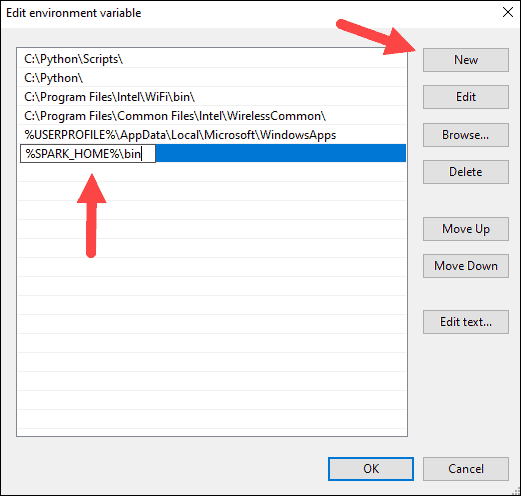 Edit environment variable
C:\Python\Scripts\
C:\Python\
C:\Program Files\Intel\WiFi\bin\
C:\Program Files\Common Files\Intel\WirelessCommon\
%USERPROFILE%\AppData\Local\Microsoft\WindowsApps
%SPARK_HOME%\bin
New
Edit
Browse...
Delete
Move Up
Move Down
Edit text...
OK
Cancel